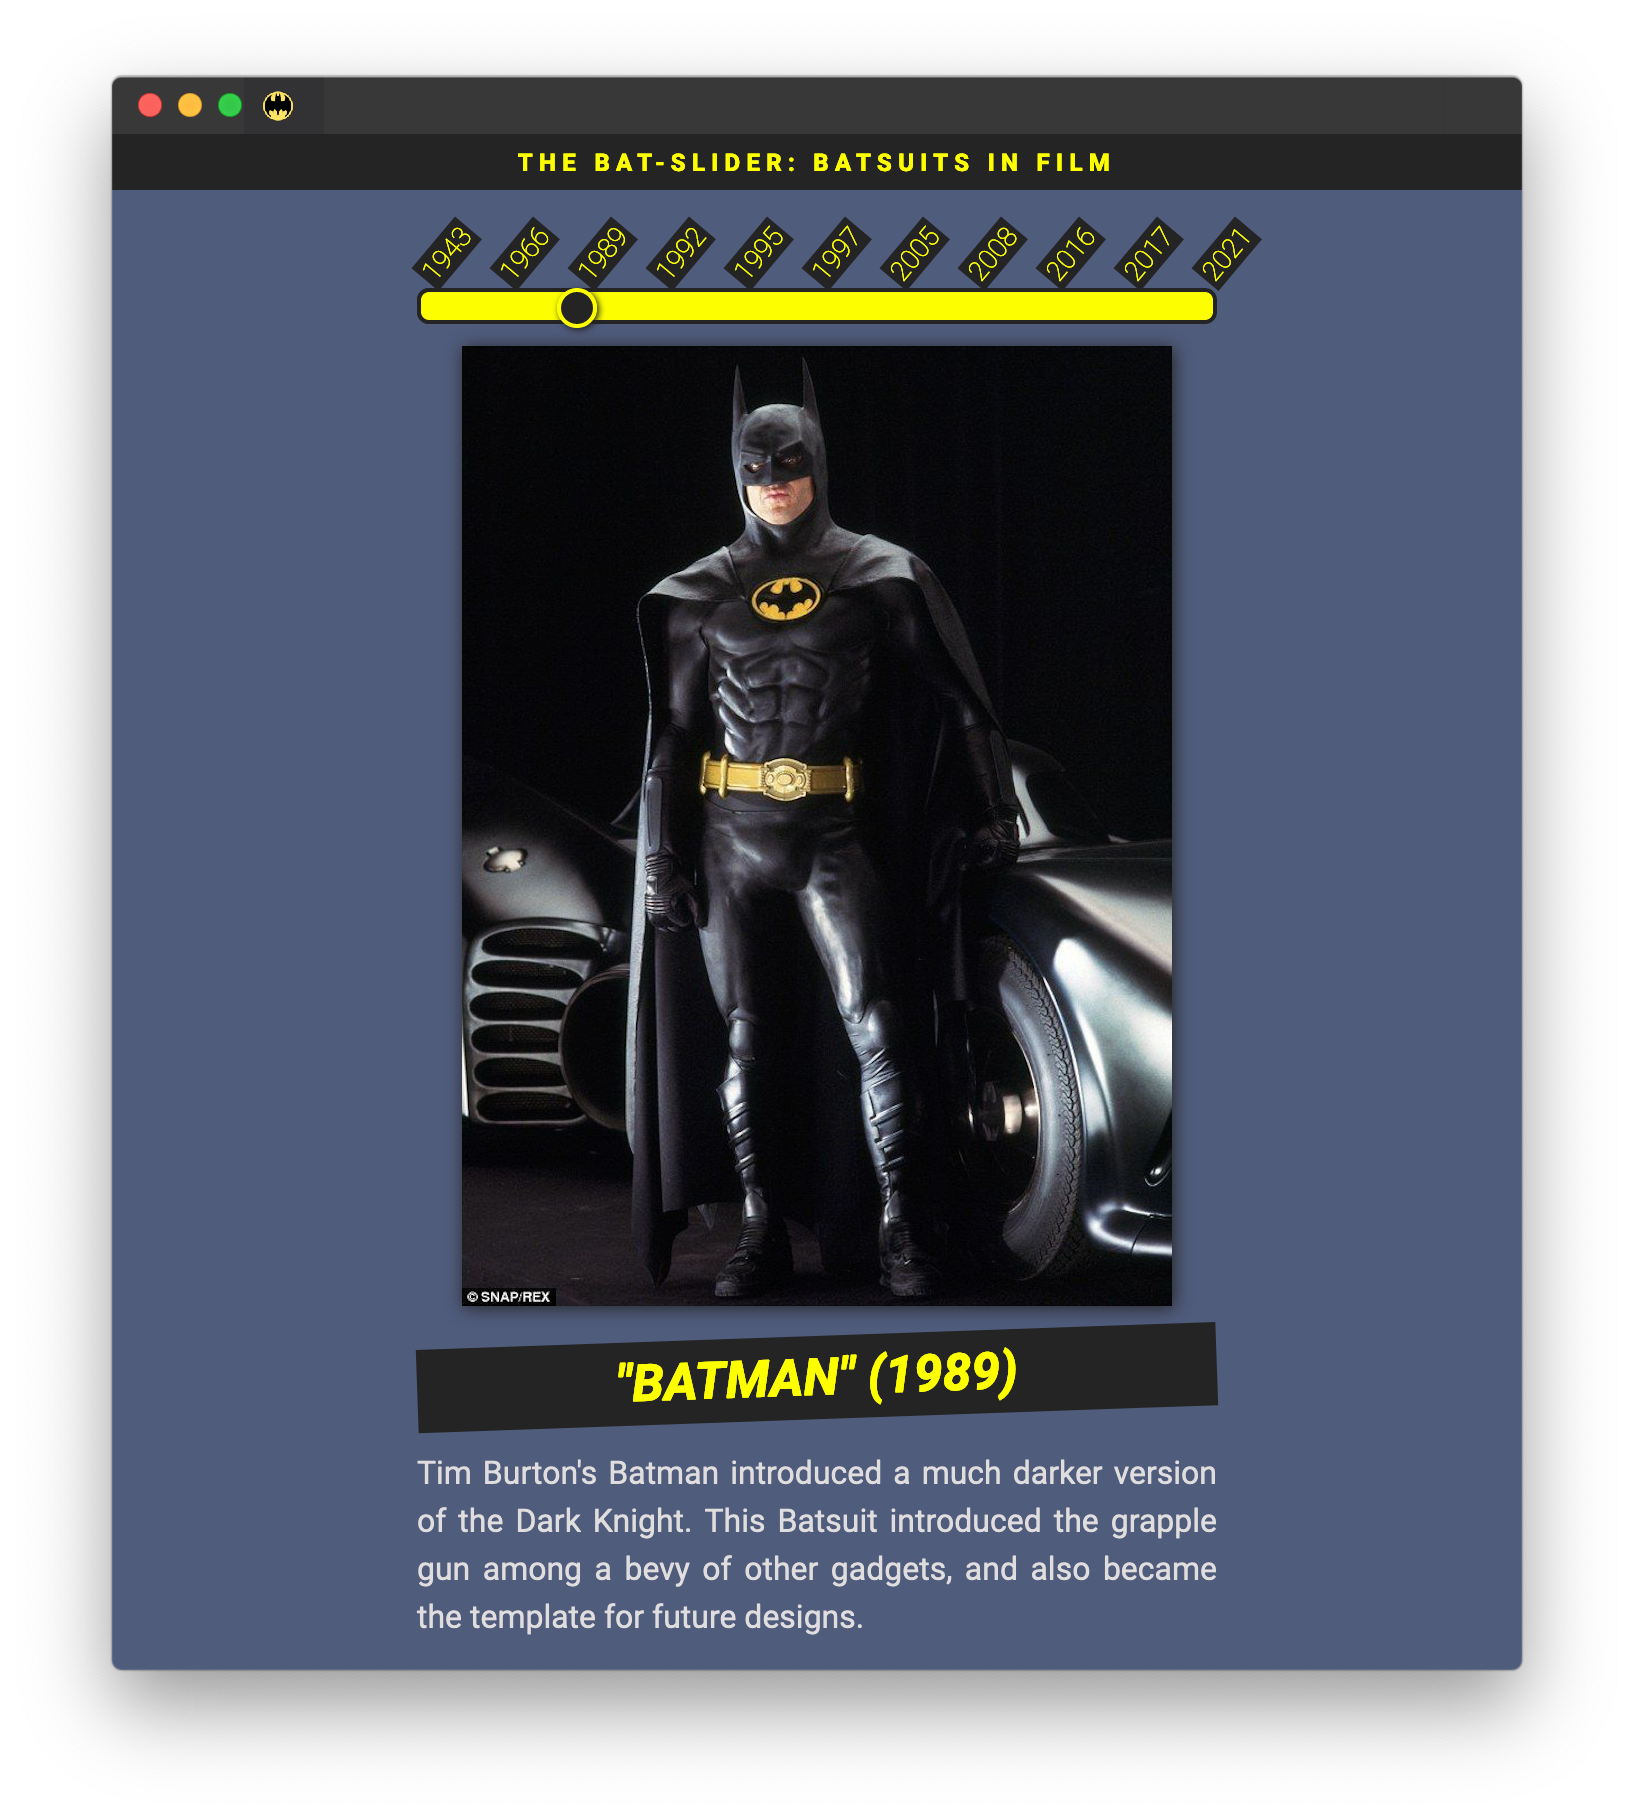 THE BAT-SLIDER: BATSUITS IN FILM
1943 1966 1989 1992 1995 1997 2005 2008 2016 2017 2021
© SNAP/REX
"BATMAN" (1989)
Tim Burton's Batman introduced a much darker version
of the Dark Knight. This Batsuit introduced the grapple
gun among a bevy of other gadgets, and also became
the template for future designs.